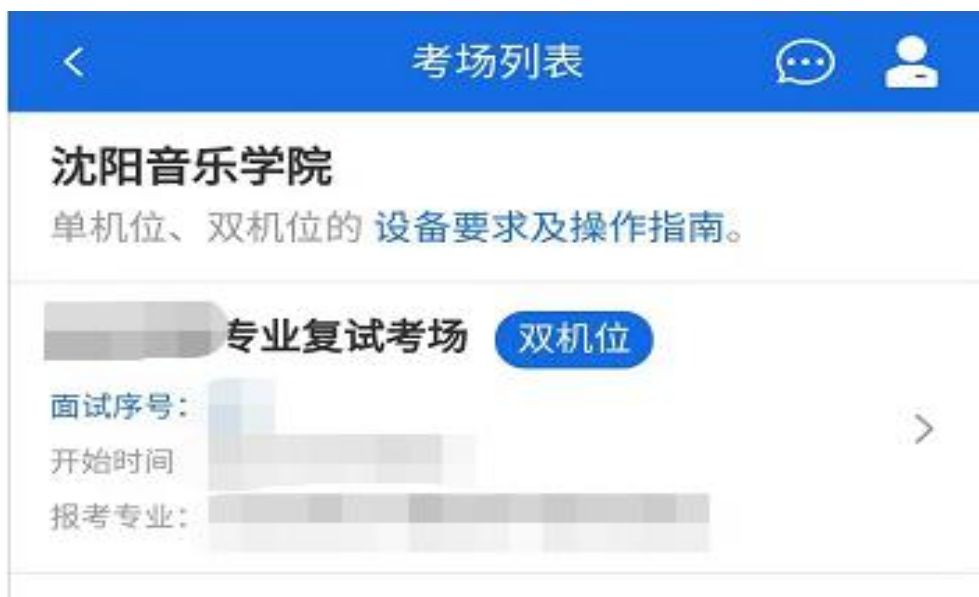 考场列表
沈阳音乐学院
单机位、双机位的 设备要求及操作指南。
专业复试考场 双机位
面试序号：
开始时间
报考专业：